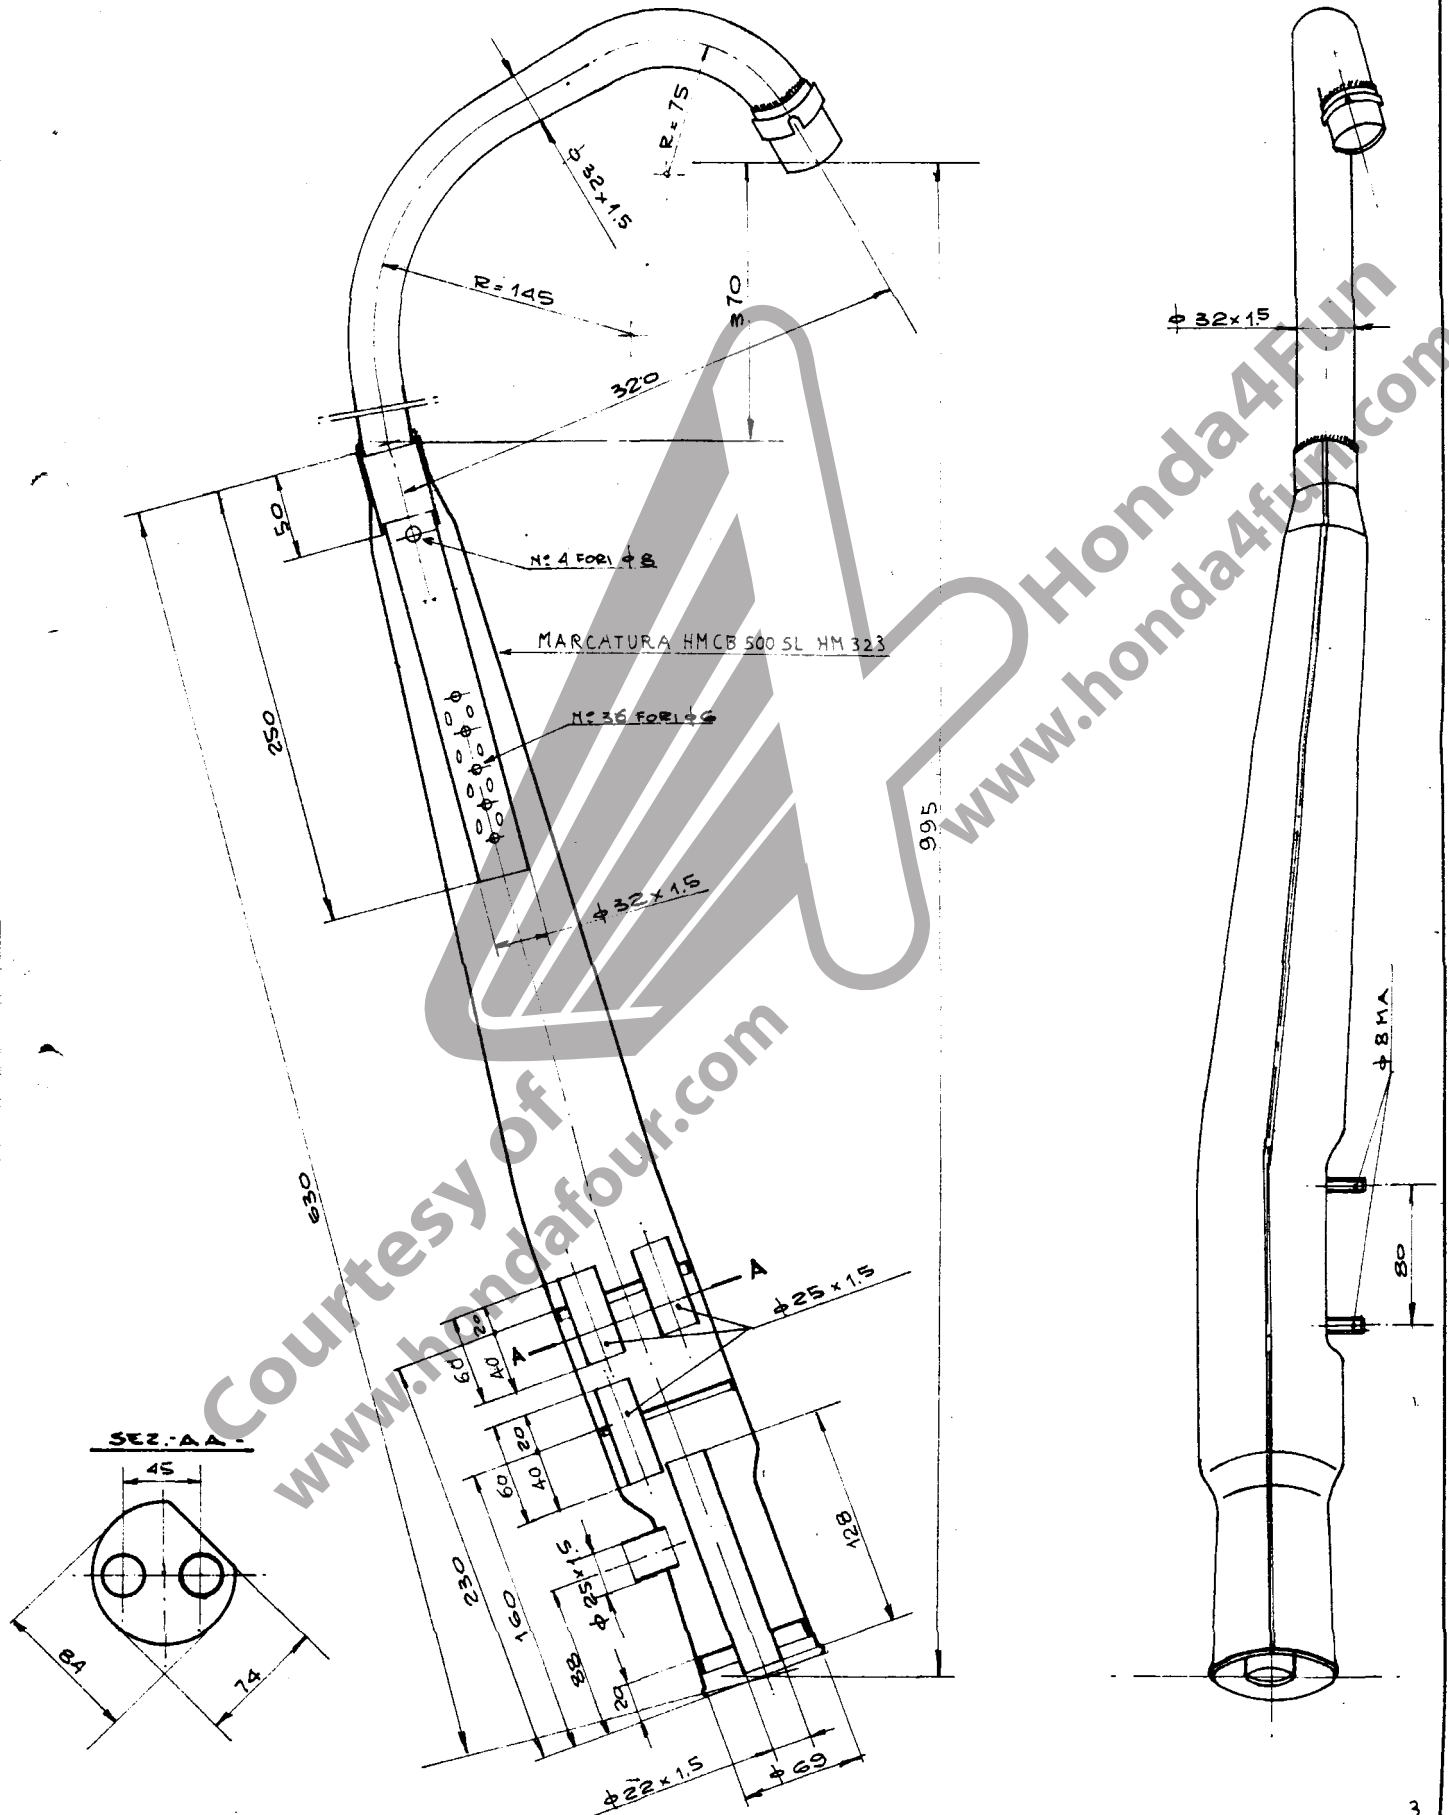 R=75
ϕ 32×1.5
R=145
370
320
ϕ 32×1.5
50
N° 4 FORI ϕ 8
MARCATURA HMCB 500 SL HM 323
N° 36 FORI ϕ 6
250
995
ϕ 32×1.5
ϕ 8 MA
630
80
A
ϕ 25×1.5
20
60
40
A
20
60
40
SEZ.-A A-
45
128
ϕ 25×1.5
230
160
88
84
74
20
ϕ 22×1.5
ϕ 69
3
Honda4Fun
www.honda4fun.com
Courtesy of
www.hondafour.com